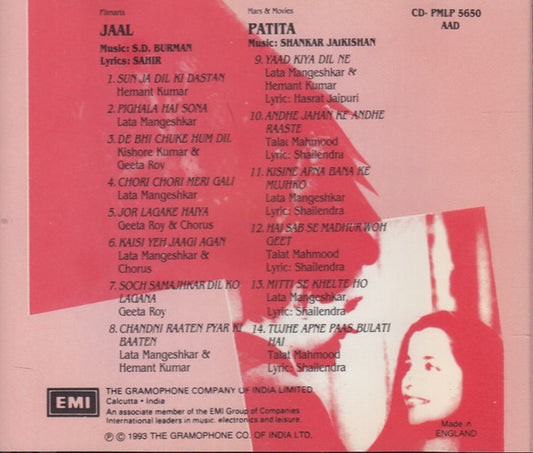 Filmarts
JAAL
Music: S.D. BURMAN
Lyrics: SAHIR
1. SUN JA DIL KI DASTAN
Hemant Kumar
2. PIGHALA HAI SONA
Lata Mangeshkar
3. DE BHI CHUKE HUM DIL
Kishore Kumar &
Geeta Roy
4. CHORI CHORI MERI GALI
Lata Mangeshkar
5. JOR LAGAKE HAIYA
Geeta Roy & Chorus
6. KAISI YEH JAAGI AGAN
Lata Mangeshkar &
Chorus
7. SOCH SAMAJHKAR DIL KO
LAGANA
Geeta Roy
8. CHANDNI RAATEN PYAR KI
BAATEN
Lata Mangeshkar &
Hemant Kumar
Mars & Movies
PATITA
Music: SHANKAR JAIKISHAN
9. YAAD KIYA DIL NE
Lata Mangeshkar &
Hemant Kumar
Lyric: Hasrat Jaipuri
10. ANDHE JAHAN KE ANDHE
RAASTE
Talat Mahmood
Lyric: Shailendra
11. KISINE APNA BANA KE
MUJHKO
Lata Mangeshkar
Lyric: Shailendra
12. HAI SAB SE MADHUR WOH
GEET
Talat Mahmood
Lyric: Shailendra
13. MITTI SE KHELTE HO
Lata Mangeshkar
Lyric: Shailendra
14. TUJHE APNE PAAS BULATI
HAI
Talat Mahmood
Lyric: Shailendra
CD- PMLP 5650
AAD
EMI
THE GRAMOPHONE COMPANY OF INDIA LIMITED
Calcutta • India
An associate member of the EMI Group of Companies
International leaders in music, electronics and leisure.
℗ © 1993 THE GRAMOPHONE CO. OF INDIA LTD.
Made in
ENGLAND